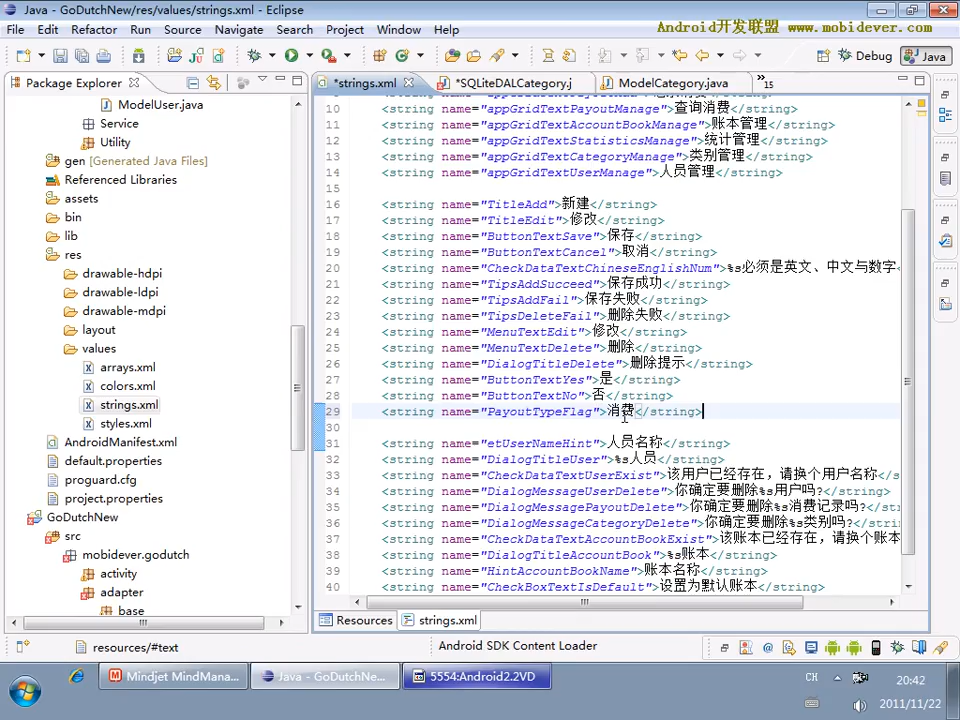 Java - GoDutchNew/res/values/strings.xml - Eclipse
File Edit Refactor Run Source Navigate Search Project Window Help
Android开发联盟 www.mobidever.com
Debug Java
Package Explorer
*strings.xml *SQLiteDALCategory.j ModelCategory.java »15
ModelUser.java
Service
Utility
gen [Generated Java Files]
Referenced Libraries
assets
bin
lib
res
drawable-hdpi
drawable-ldpi
drawable-mdpi
layout
values
arrays.xml
colors.xml
strings.xml
styles.xml
AndroidManifest.xml
default.properties
proguard.cfg
project.properties
GoDutchNew
src
mobidever.godutch
activity
adapter
base
10 <string name="appGridTextPayoutManage">查询消费</string>
11 <string name="appGridTextAccountBookManage">账本管理</string>
12 <string name="appGridTextStatisticsManage">统计管理</string>
13 <string name="appGridTextCategoryManage">类别管理</string>
14 <string name="appGridTextUserManage">人员管理</string>
15
16 <string name="TitleAdd">新建</string>
17 <string name="TitleEdit">修改</string>
18 <string name="ButtonTextSave">保存</string>
19 <string name="ButtonTextCancel">取消</string>
20 <string name="CheckDataTextChineseEnglishNum">%s必须是英文、中文与数字<
21 <string name="TipsAddSucceed">保存成功</string>
22 <string name="TipsAddFail">保存失败</string>
23 <string name="TipsDeleteFail">删除失败</string>
24 <string name="MenuTextEdit">修改</string>
25 <string name="MenuTextDelete">删除</string>
26 <string name="DialogTitleDelete">删除提示</string>
27 <string name="ButtonTextYes">是</string>
28 <string name="ButtonTextNo">否</string>
29 <string name="PayoutTypeFlag">消费</string>
30
31 <string name="etUserNameHint">人员名称</string>
32 <string name="DialogTitleUser">%s人员</string>
33 <string name="CheckDataTextUserExist">该用户已经存在，请换个用户名称</s
34 <string name="DialogMessageUserDelete">你确定要删除%s用户吗?</string>
35 <string name="DialogMessagePayoutDelete">你确定要删除%s消费记录吗?</st
36 <string name="DialogMessageCategoryDelete">你确定要删除%s类别吗?</stri
37 <string name="CheckDataTextAccountBookExist">该账本已经存在，请换个账本
38 <string name="DialogTitleAccountBook">%s账本</string>
39 <string name="HintAccountBookName">账本名称</string>
40 <string name="CheckBoxTextIsDefault">设置为默认账本</string>
Resources strings.xml
resources/#text
Android SDK Content Loader
Mindjet MindMana... Java - GoDutchNe... 5554:Android2.2VD
CH
20:42
2011/11/22